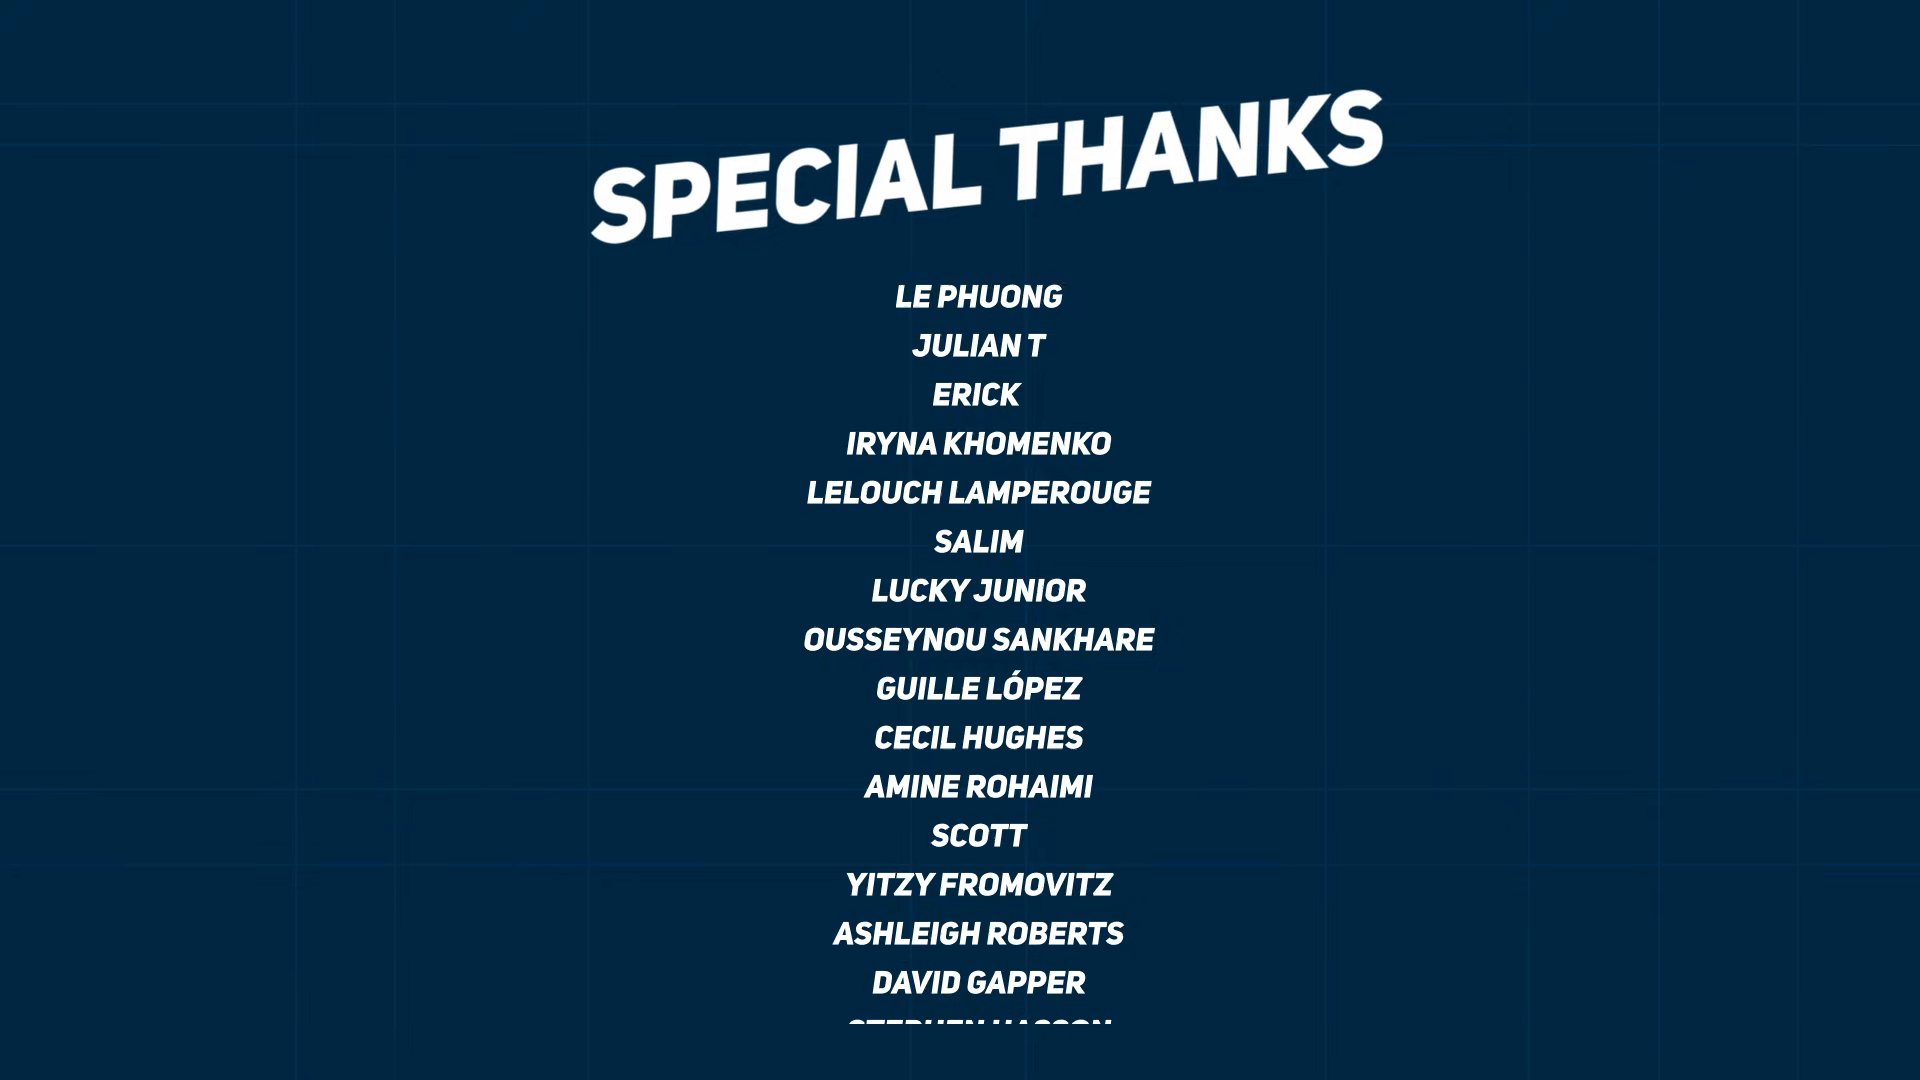 SPECIAL THANKS
LE PHUONG
JULIAN T
ERICK
IRYNA KHOMENKO
LELOUCH LAMPEROUGE
SALIM
LUCKY JUNIOR
OUSSEYNOU SANKHARE
GUILLE LÓPEZ
CECIL HUGHES
AMINE ROHAIMI
SCOTT
YITZY FROMOVITZ
ASHLEIGH ROBERTS
DAVID GAPPER